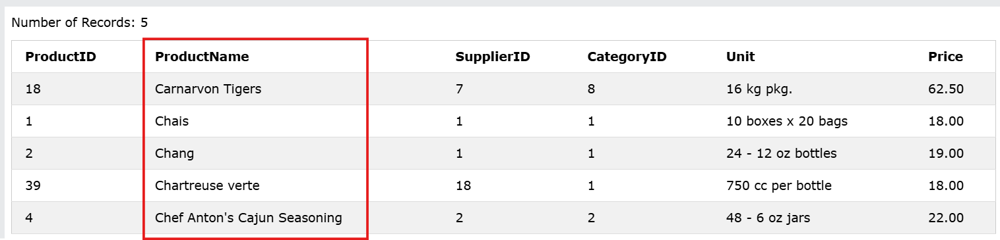 Number of Records: 5
ProductID ProductName SupplierID CategoryID Unit Price
18 Carnarvon Tigers 7 8 16 kg pkg. 62.50
1 Chais 1 1 10 boxes x 20 bags 18.00
2 Chang 1 1 24 - 12 oz bottles 19.00
39 Chartreuse verte 18 1 750 cc per bottle 18.00
4 Chef Anton's Cajun Seasoning 2 2 48 - 6 oz jars 22.00